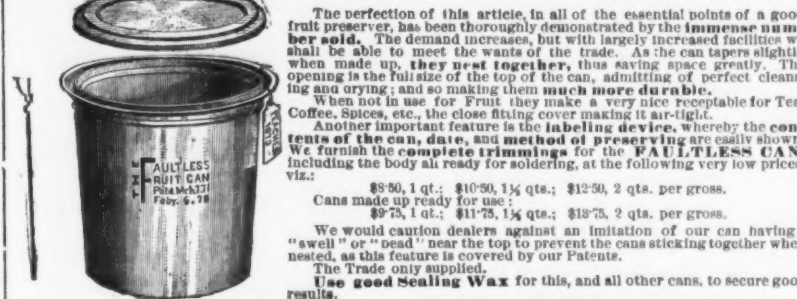 THE FAULTLESS
FRUIT CAN
Feby. 6. 78
The perfection of this article, in all of the essential points of a goo
fruit preserver, has been thoroughly demonstrated by the immense num
ber sold. The demand increases, but with largely increased facilities w
shall be able to meet the wants of the trade. As the can tapers slightl
when made up, they nest together, thus saving space greatly. Th
opening is the full size of the top of the can, admitting of perfect cleans
ing and drying; and so making them much more durable.
When not in use for Fruit they make a very nice receptable for Tea
Coffee, Spices, etc., the close fitting cover making it air-tight.
Another important feature is the labeling device, whereby the con
tents of the can, date, and method of preserving are easily shown
We furnish the complete trimmings for the FAULTLESS CAN
including the body all ready for soldering, at the following very low price
viz.:
$8·50, 1 qt.; $10·50, 1½ qts.; $12·50, 2 qts. per gross.
Cans made up ready for use:
$9·75, 1 qt.; $11·75, 1½ qts.; $13·75, 2 qts. per gross.
We would caution dealers against an imitation of our can having
"swell" or "bead" near the top to prevent the cans sticking together whe
nested, as this feature is covered by our Patents.
The Trade only supplied.
Use good Sealing Wax for this, and all other cans, to secure goo
results.